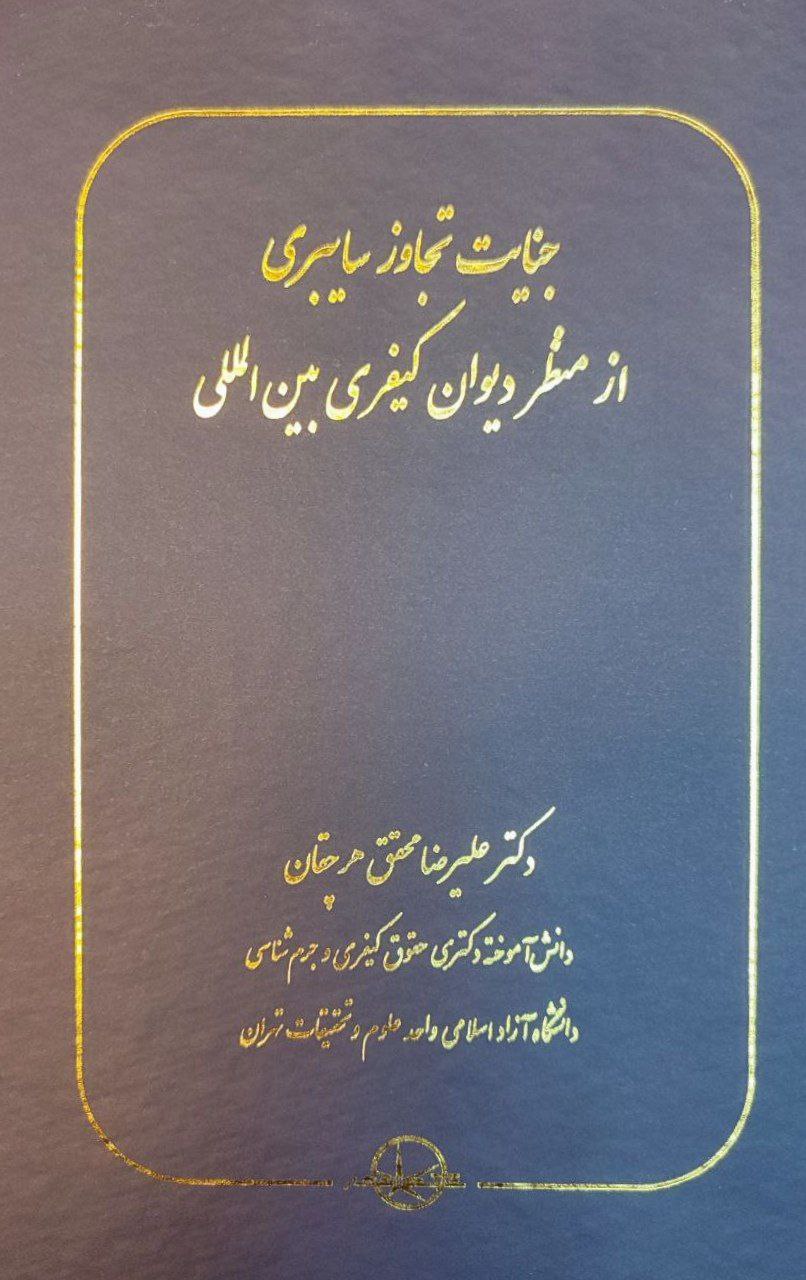 جنایت تجاوز سایبری
از منظر دیوان کیفری بین المللی
دکتر علیرضا محقق هرچقان
دانش آموخته دکتری حقوق کیفری و جرم شناسی
دانشگاه آزاد اسلامی واحد علوم و تحقیقات تهران